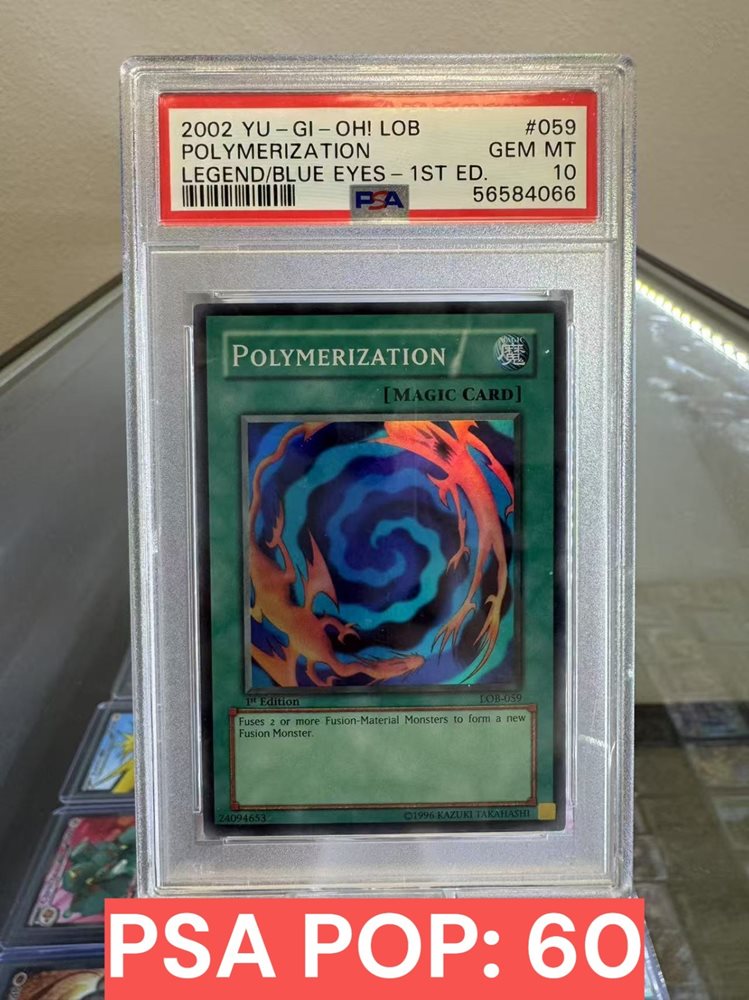 2002 YU-GI-OH! LOB #059
POLYMERIZATION GEM MT
LEGEND/BLUE EYES-1ST ED. 10
PSA 56584066
POLYMERIZATION
MAGIC
魔
[MAGIC CARD]
1st Edition LOB-059
Fuses 2 or more Fusion-Material Monsters to form a new
Fusion Monster.
24094653 ©1996 KAZUKI TAKAHASHI
PSA POP: 60